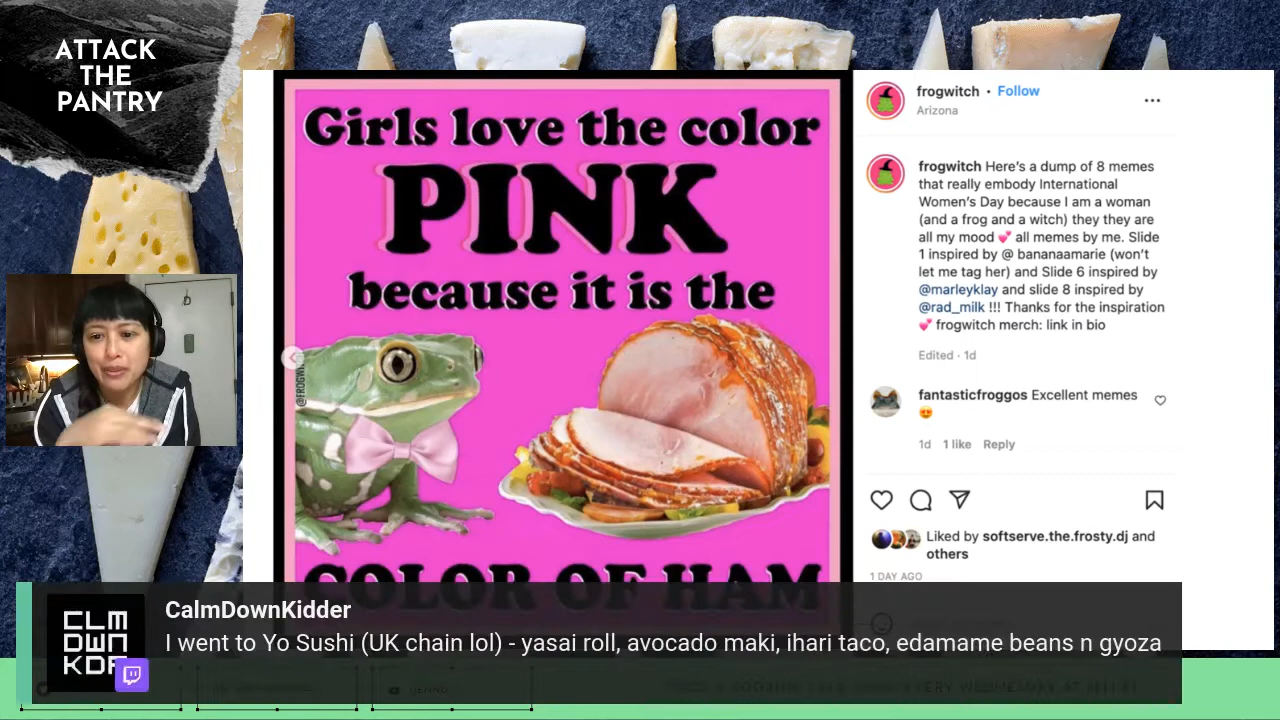 ATTACK
THE
PANTRY
Girls love the color
PINK
because it is the
COLOR OF HAM
frogwitch • Follow
Arizona
frogwitch Here's a dump of 8 memes
that really embody International
Women's Day because I am a woman
(and a frog and a witch) they they are
all my mood 💕 all memes by me. Slide
1 inspired by @ bananaamarie (won't
let me tag her) and Slide 6 inspired by
@marleyklay and slide 8 inspired by
@rad_milk !!! Thanks for the inspiration
💕 frogwitch merch: link in bio
Edited · 1d
fantasticfroggos Excellent memes
😍
1d 1 like Reply
Liked by softserve.the.frosty.dj and
others
1 DAY AGO
CLM
DWN
KDR
CalmDownKidder
I went to Yo Sushi (UK chain lol) - yasai roll, avocado maki, ihari taco, edamame beans n gyoza